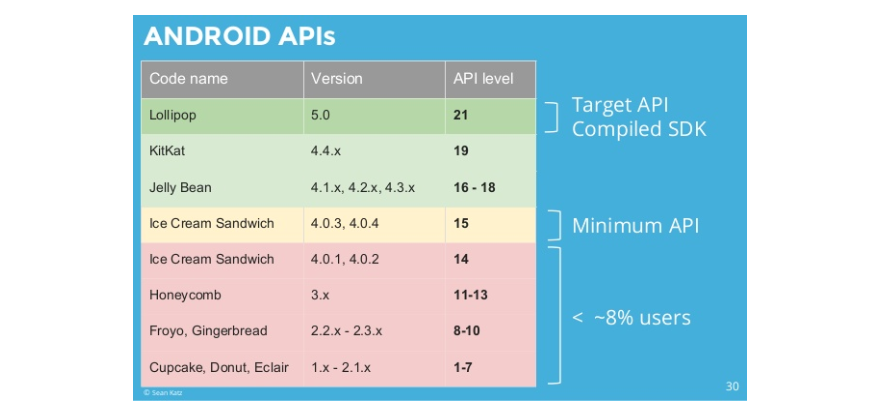 ANDROID APIs
Code name Version API level
Lollipop 5.0 21
Target API
Compiled SDK
KitKat 4.4.x 19
Jelly Bean 4.1.x, 4.2.x, 4.3.x 16 - 18
Ice Cream Sandwich 4.0.3, 4.0.4 15
Minimum API
Ice Cream Sandwich 4.0.1, 4.0.2 14
Honeycomb 3.x 11-13
< ~8% users
Froyo, Gingerbread 2.2.x - 2.3.x 8-10
Cupcake, Donut, Eclair 1.x - 2.1.x 1-7
© Sean Katz
30